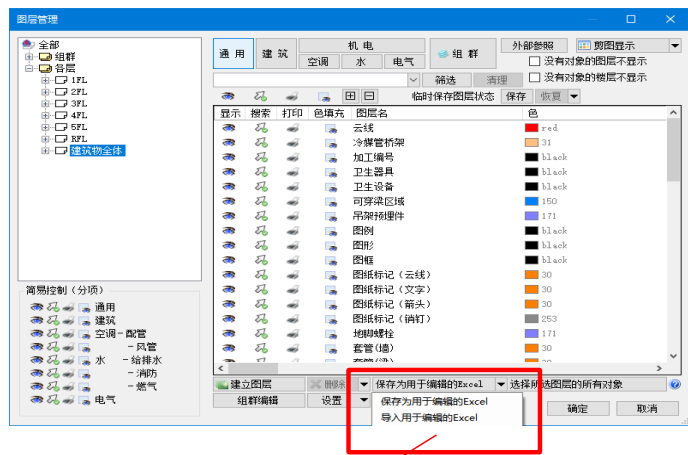 图层管理
全部
组群
各层
1FL
2FL
3FL
4FL
5FL
RFL
建筑物全体
简易控制（分项）
通用
建筑
空调－配管
－风管
水 －给排水
－消防
－燃气
电气
通 用
建 筑
机 电
空调
水
电气
组 群
外部参照
剪图显示
没有对象的图层不显示
没有对象的楼层不显示
筛选
清理
临时保存图层状态
保存
恢复
显示 搜索 打印 色填充 图层名 色
云线 red
冷媒管桥架 31
加工编号 black
卫生器具 black
卫生设备 black
可穿梁区域 150
吊架预埋件 171
图例 black
图形 black
图框 black
图纸标记（云线） 30
图纸标记（文字） 30
图纸标记（箭头） 30
图纸标记（销钉） 253
地脚螺栓 171
套管(墙) 30
套管(梁) 30
建立图层
删除
保存为用于编辑的Excel
选择所选图层的所有对象
组群编辑
设置
保存为用于编辑的Excel
导入用于编辑的Excel
确定
取消